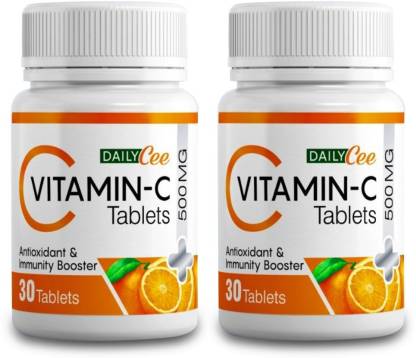 DAILY Cee
VITAMIN-C
Tablets
500 MG
Antioxidant &
Immunity Booster
30 Tablets
DAILY Cee
VITAMIN-C
Tablets
500 MG
Antioxidant &
Immunity Booster
30 Tablets